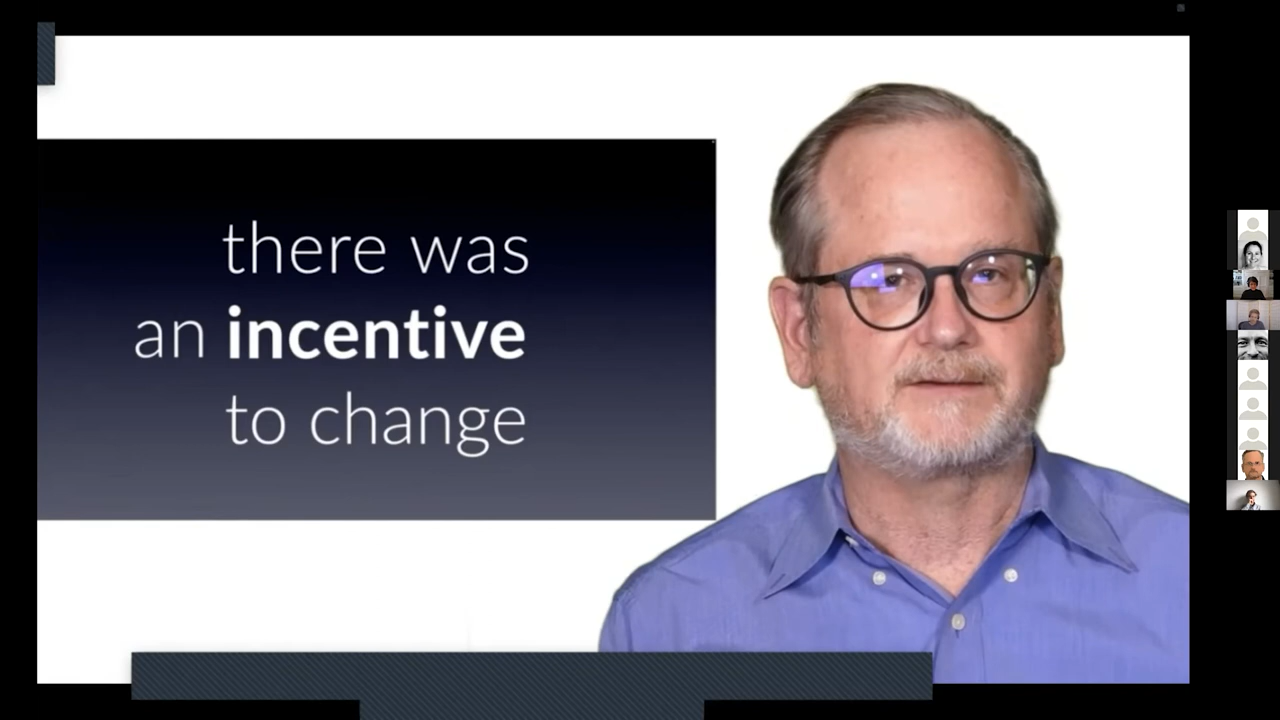 there was
an incentive
to change